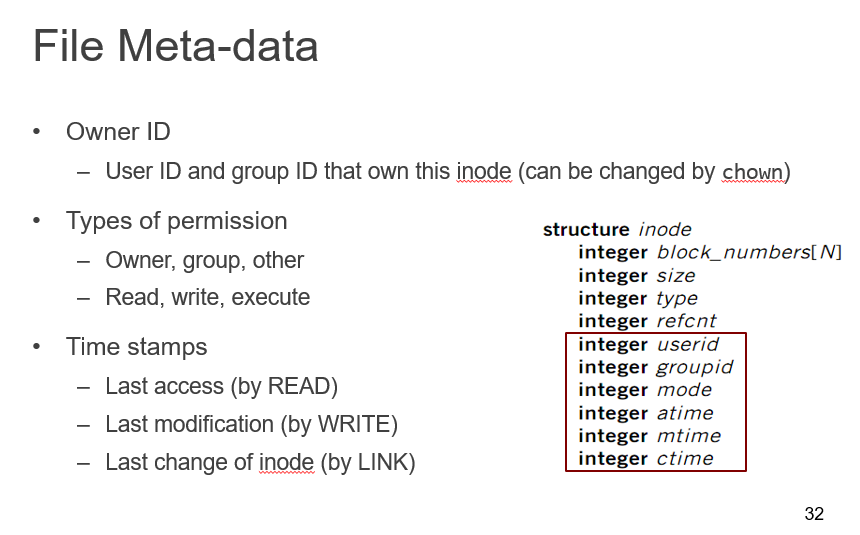 File Meta-data
• Owner ID
– User ID and group ID that own this inode (can be changed by chown)
• Types of permission
– Owner, group, other
– Read, write, execute
• Time stamps
– Last access (by READ)
– Last modification (by WRITE)
– Last change of inode (by LINK)
structure inode
integer block_numbers[N]
integer size
integer type
integer refcnt
integer userid
integer groupid
integer mode
integer atime
integer mtime
integer ctime
32